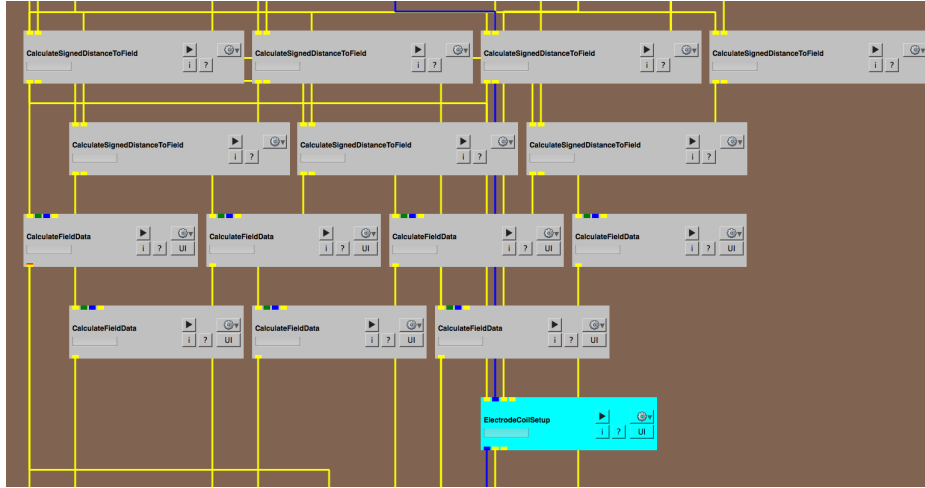 CalculateSignedDistanceToField
i ?
CalculateSignedDistanceToField
i ?
CalculateSignedDistanceToField
i ?
CalculateSignedDistanceToField
i ?
CalculateSignedDistanceToField
i ?
CalculateSignedDistanceToField
i ?
CalculateSignedDistanceToField
i ?
CalculateFieldData
i ? UI
CalculateFieldData
i ? UI
CalculateFieldData
i ? UI
CalculateFieldData
i ? UI
CalculateFieldData
i ? UI
CalculateFieldData
i ? UI
CalculateFieldData
i ? UI
ElectrodeCoilSetup
i ? UI